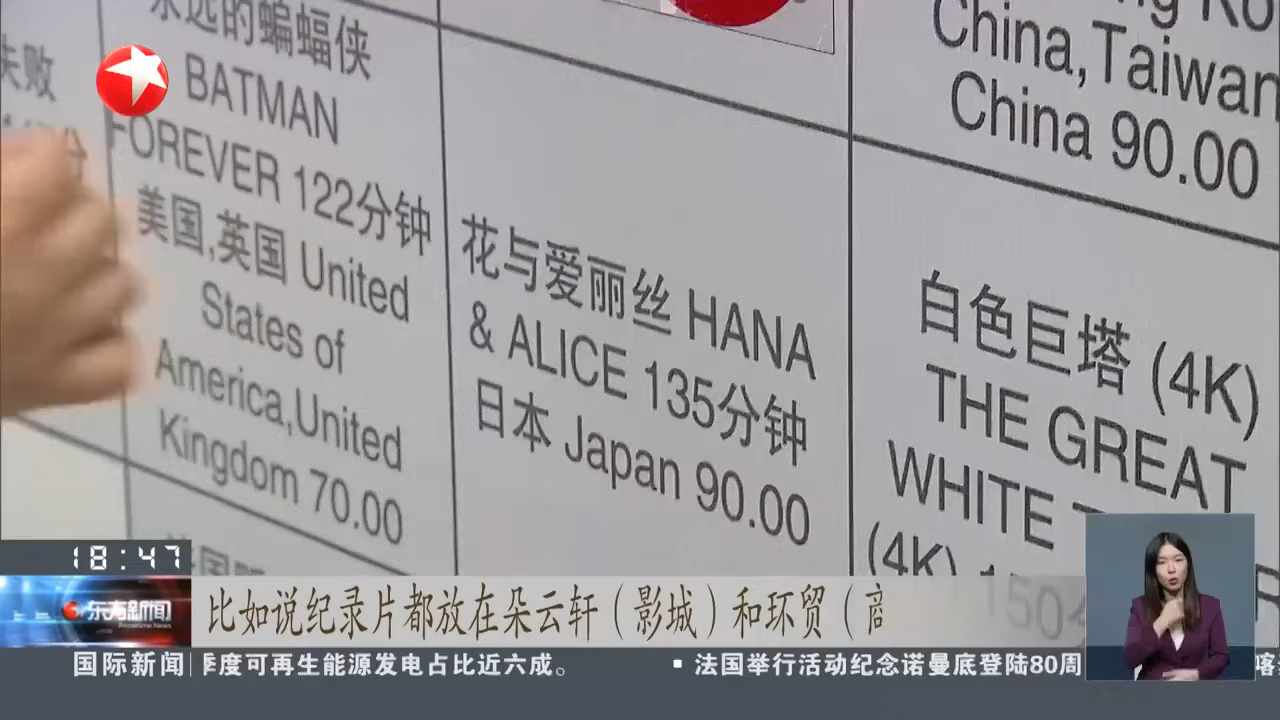 失败
永远的蝙蝠侠
BATMAN
FOREVER 122分钟
美国,英国 United
States of
America,United
Kingdom 70.00
花与爱丽丝 HANA
& ALICE 135分钟
日本 Japan 90.00
China,Taiwan
China 90.00
白色巨塔 (4K)
THE GREAT
WHITE
(4K)
18:47
东方新闻
比如说纪录片都放在朵云轩（影城）和环贸（商
国际新闻 季度可再生能源发电占比近六成。 ▪ 法国举行活动纪念诺曼底登陆80周